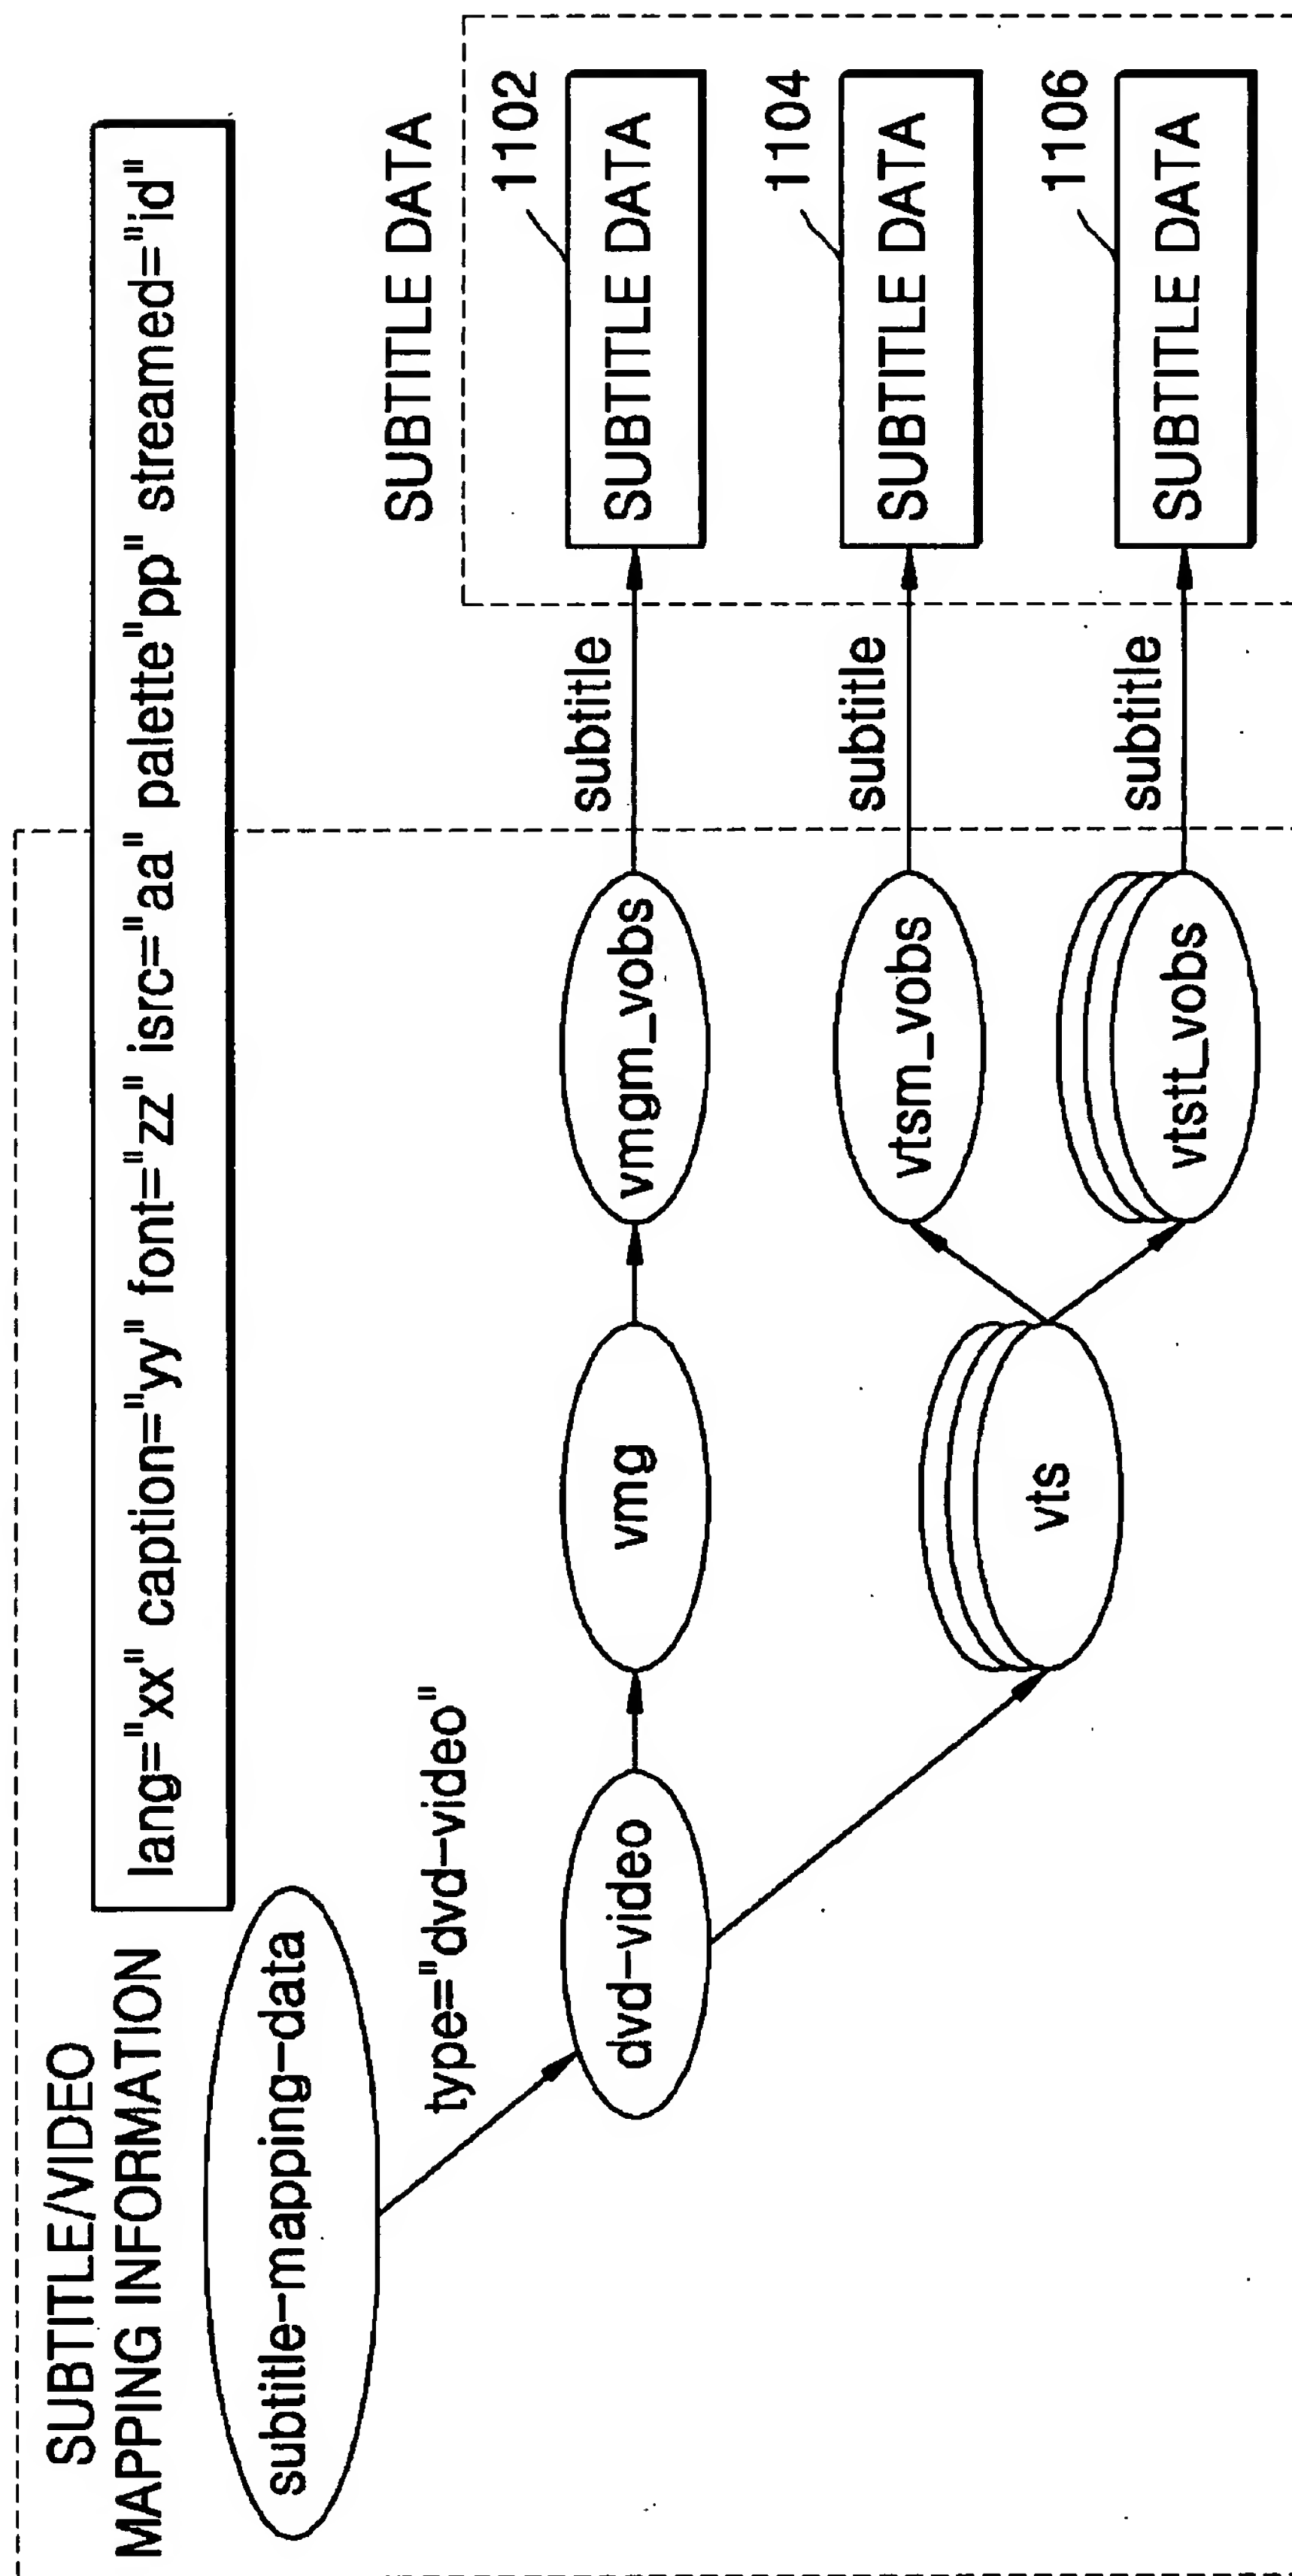 SUBTITLE/VIDEO
MAPPING INFORMATION
lang="xx" caption="yy" font="zz" isrc="aa" palette"pp" streamed="id"
subtitle-mapping-data
type="dvd-video"
SUBTITLE DATA
dvd-video
vmg
vmgm_vobs
subtitle
SUBTITLE DATA
1102
vts
vtsm_vobs
subtitle
SUBTITLE DATA
1104
vtstt_vobs
subtitle
SUBTITLE DATA
1106